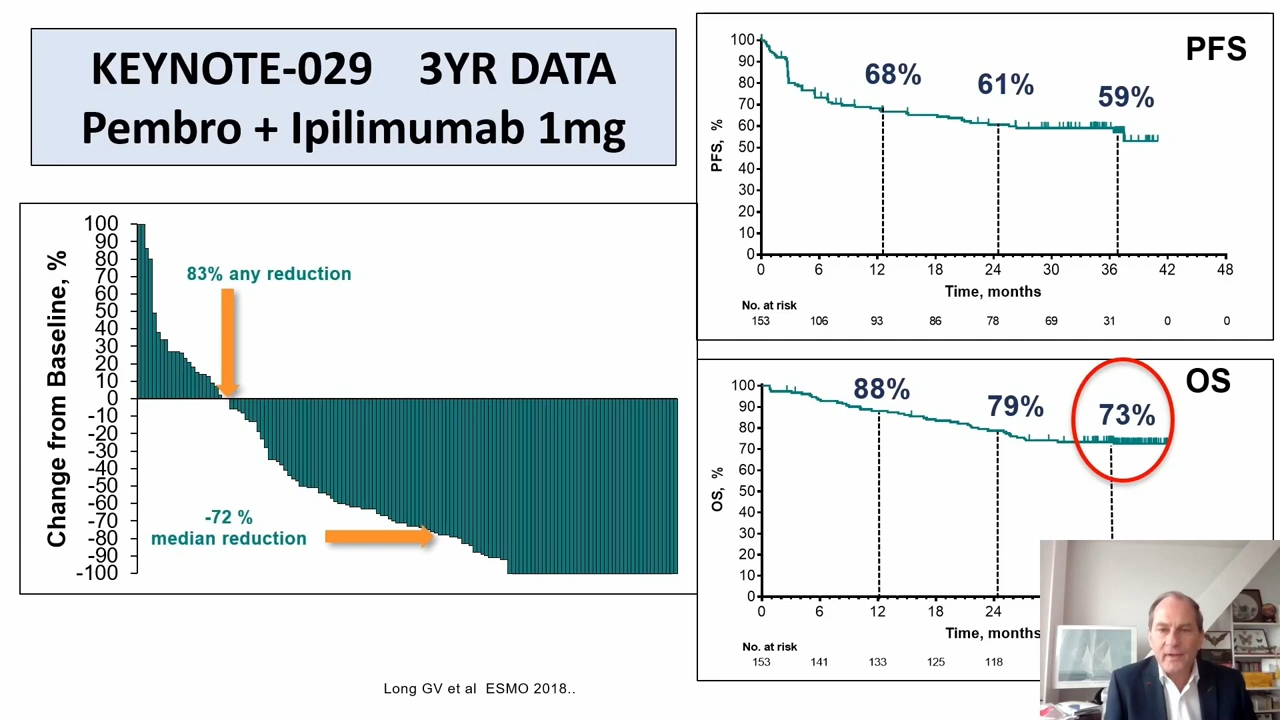 KEYNOTE-029 3YR DATA
Pembro + Ipilimumab 1mg
Change from Baseline, %
100
90
80
70
60
50
40
30
20
10
0
-10
-20
-30
-40
-50
-60
-70
-80
-90
-100
83% any reduction
-72 %
median reduction
Long GV et al ESMO 2018..
PFS
PFS, %
100
90
80
70
60
50
40
30
20
10
0
68%
61%
59%
0 6 12 18 24 30 36 42 48
Time, months
No. at risk
153 106 93 86 78 69 31 0 0
OS
OS, %
100
90
80
70
60
50
40
30
20
10
0
88%
79%
73%
0 6 12 18 24
Time, months
No. at risk
153 141 133 125 118